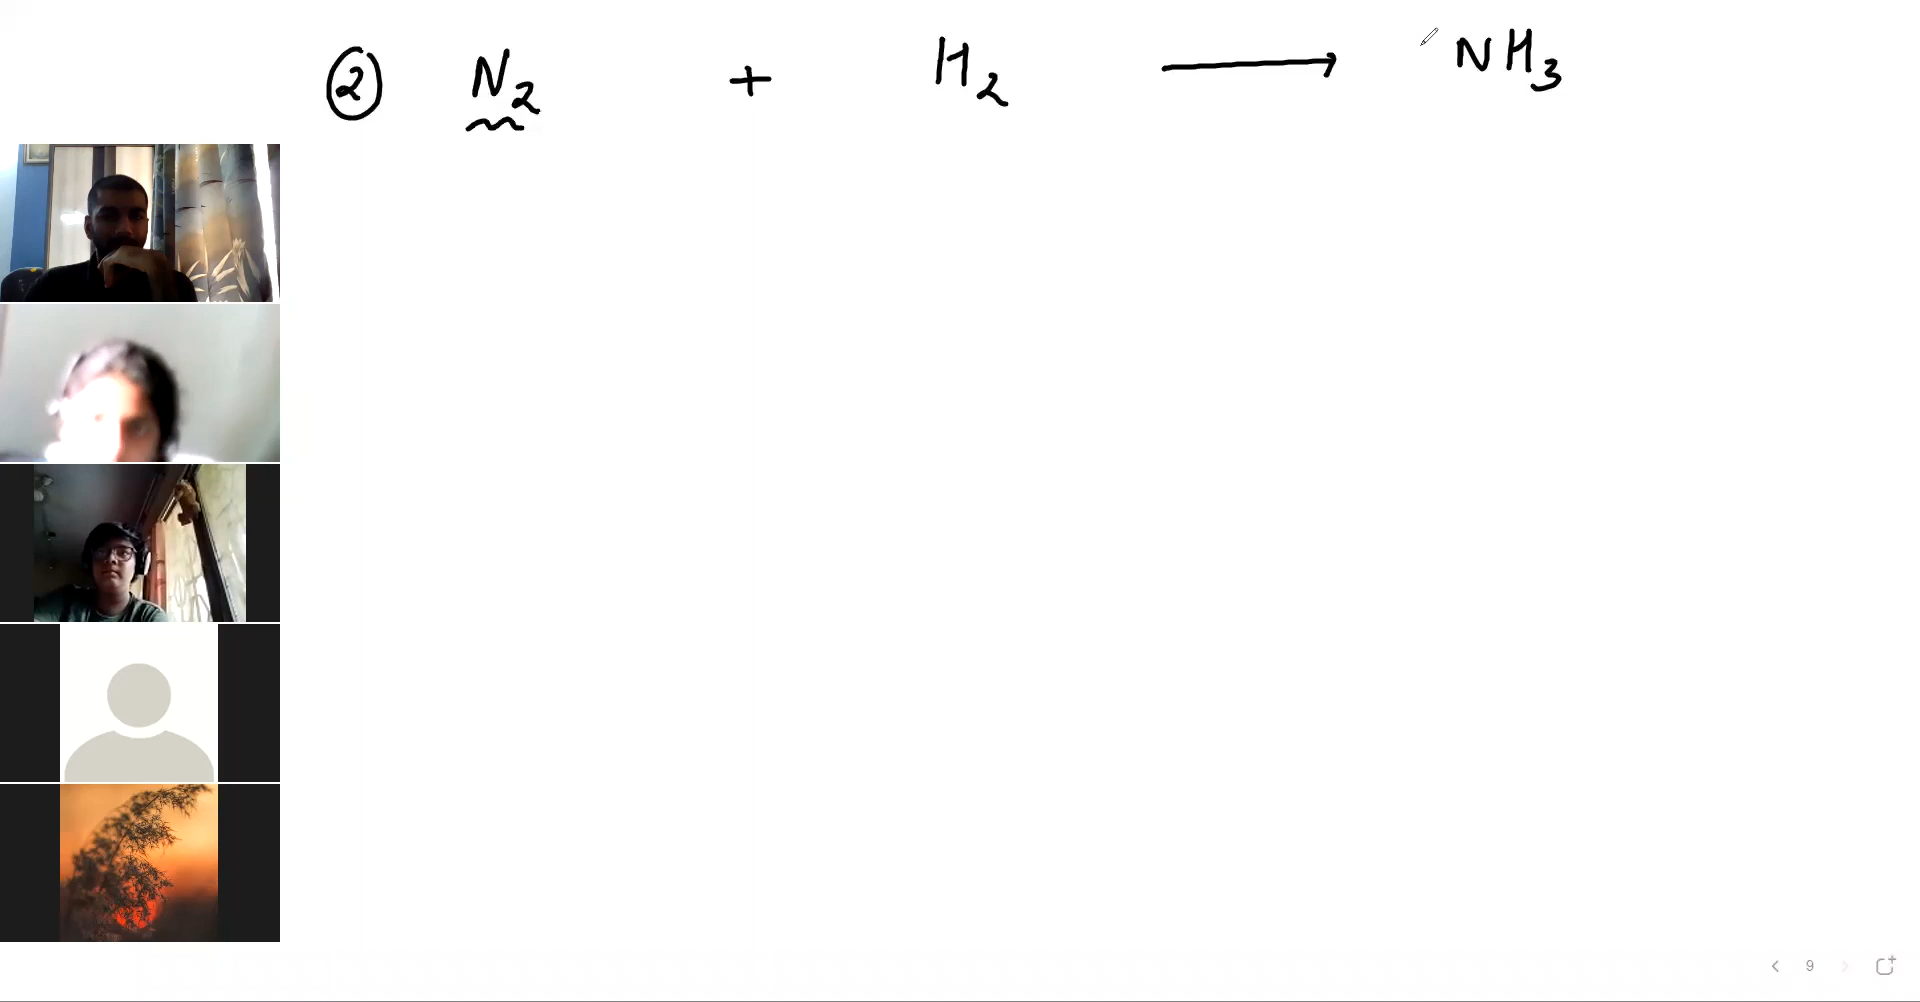 ② N₂ + H₂ → NH₃
< 9 >